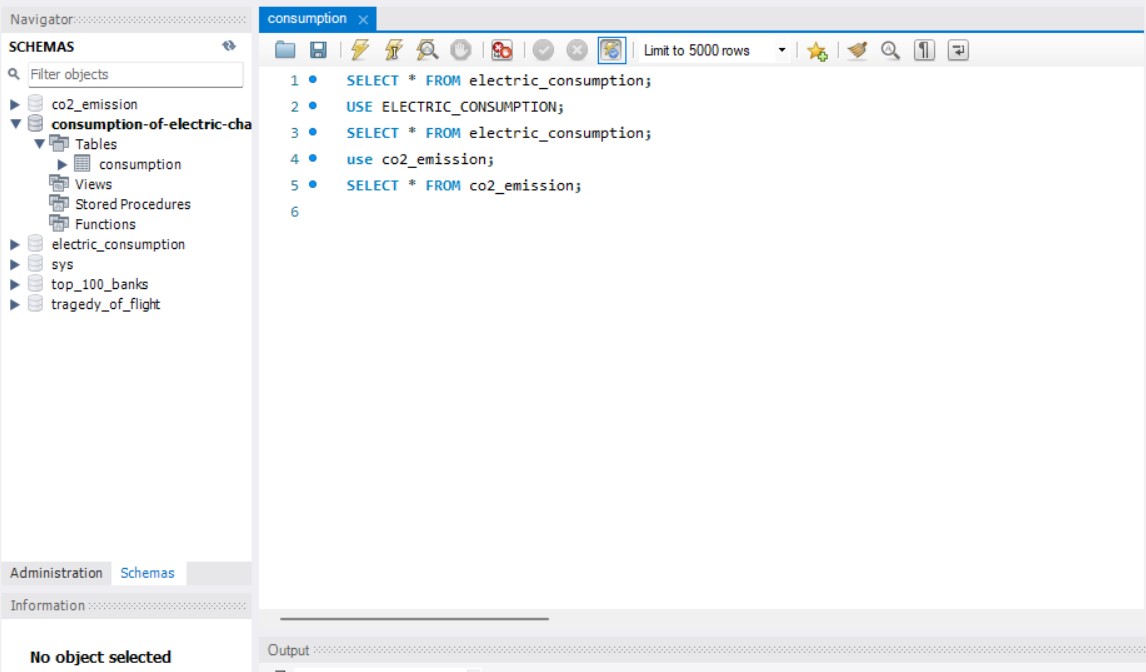 Navigator
SCHEMAS
Filter objects
co2_emission
consumption-of-electric-cha
Tables
consumption
Views
Stored Procedures
Functions
electric_consumption
sys
top_100_banks
tragedy_of_flight
Administration Schemas
Information
No object selected
consumption
Limit to 5000 rows
1 SELECT * FROM electric_consumption;
2 USE ELECTRIC_CONSUMPTION;
3 SELECT * FROM electric_consumption;
4 use co2_emission;
5 SELECT * FROM co2_emission;
6
Output